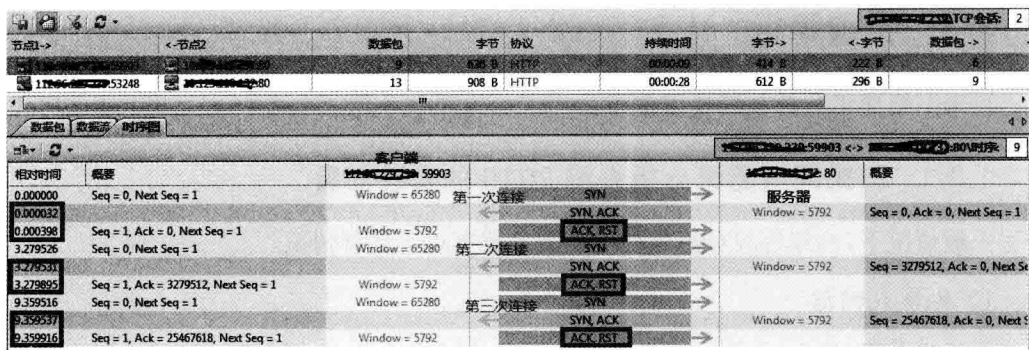 TCP会话: 2
节点1-> <-节点2 数据包 字节 协议 持续时间 字节-> <-字节 数据包->
9 636 B HTTP 00:00:09 414 B 222 B 6
53248 :80 13 908 B HTTP 00:00:28 612 B 296 B 9
数据包 数据流 时序图
59903 <-> :80\时序: 9
客户端
相对时间 概要 : 59903 : 80 概要
服务器
0.000000 Seq = 0, Next Seq = 1 Window = 65280 第一次连接 SYN
0.000032 SYN, ACK Window = 5792 Seq = 0, Ack = 0, Next Seq = 1
0.000398 Seq = 1, Ack = 0, Next Seq = 1 Window = 5792 ACK, RST
3.279526 Seq = 0, Next Seq = 1 Window = 65280 第二次连接 SYN
3.279531 SYN, ACK Window = 5792 Seq = 3279512, Ack = 0, Next Se
3.279895 Seq = 1, Ack = 3279512, Next Seq = 1 Window = 5792 ACK, RST
9.359516 Seq = 0, Next Seq = 1 Window = 65280 第三次连接 SYN
9.359537 SYN, ACK Window = 5792 Seq = 25467618, Ack = 0, Next S
9.359916 Seq = 1, Ack = 25467618, Next Seq = 1 Window = 5792 ACK, RST